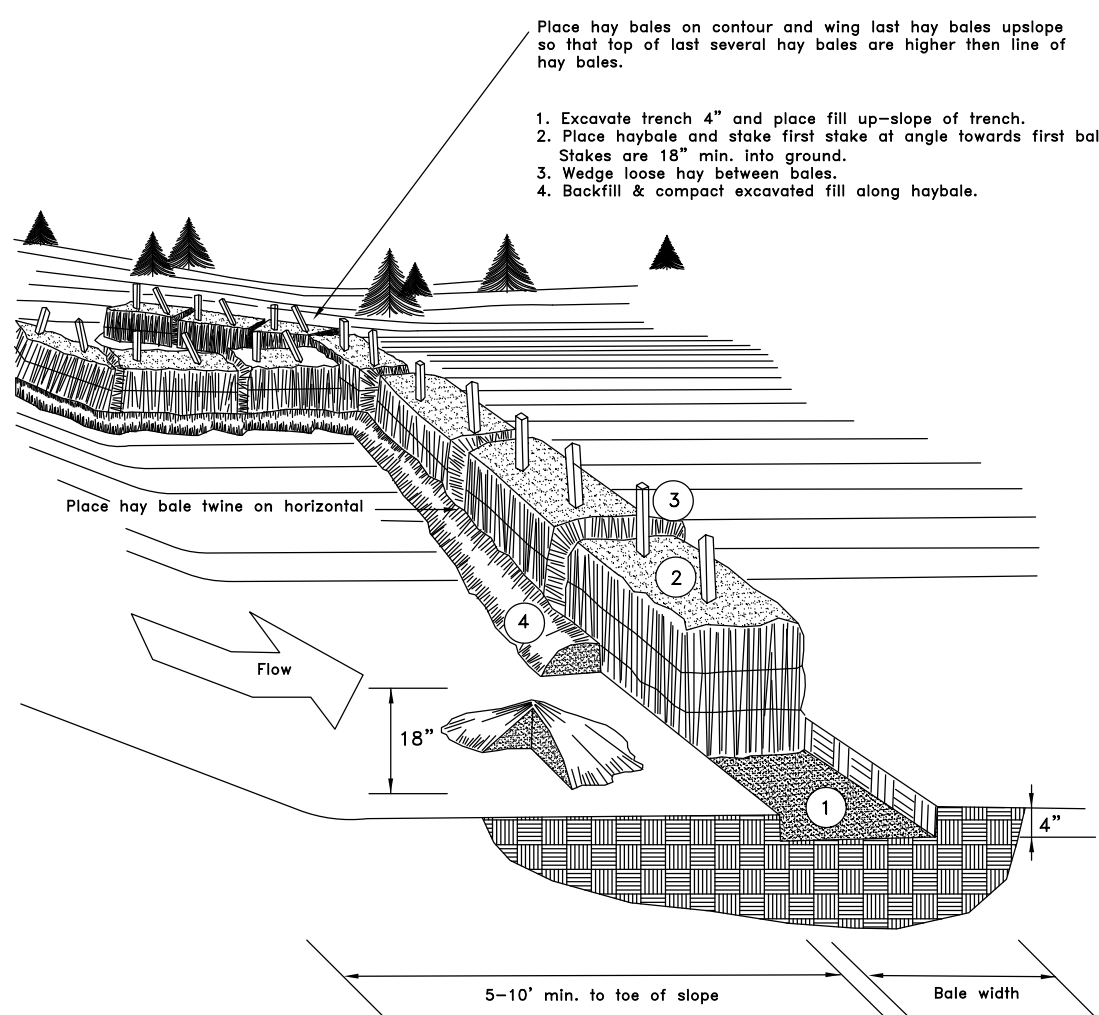 Place hay bales on contour and wing last hay bales upslope
so that top of last several hay bales are higher then line of
hay bales.
1. Excavate trench 4” and place fill up-slope of trench.
2. Place haybale and stake first stake at angle towards first bal
Stakes are 18” min. into ground.
3. Wedge loose hay between bales.
4. Backfill & compact excavated fill along haybale.
3
Place hay bale twine on horizontal
2
4
Flow
18”
1
4”
5-10’ min. to toe of slope
Bale width